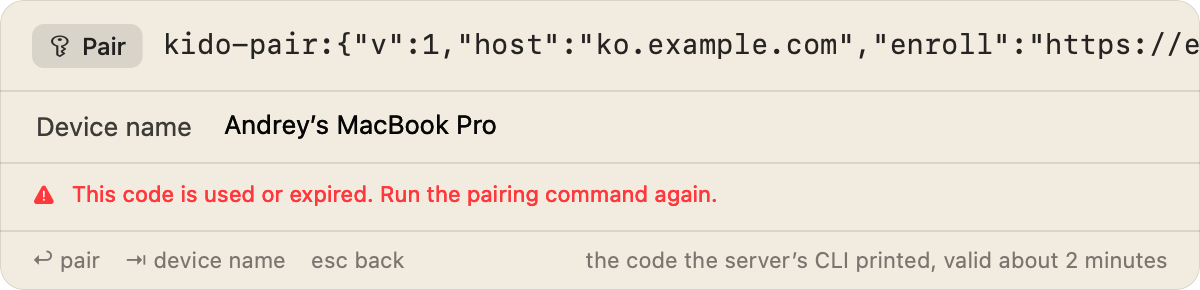 Pair kido-pair:{"v":1,"host":"ko.example.com","enroll":"https://e
Device name Andrey’s MacBook Pro
This code is used or expired. Run the pairing command again.
↩ pair ⇥ device name esc back the code the server’s CLI printed, valid about 2 minutes